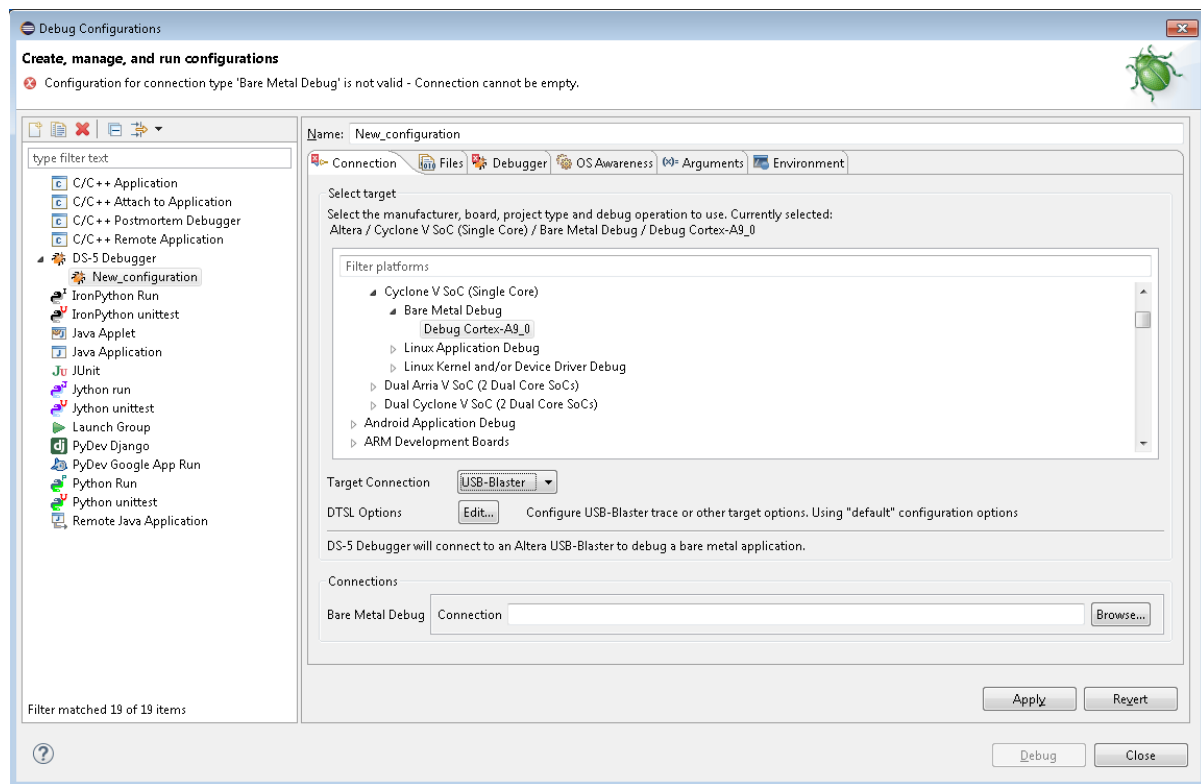 Debug Configurations
Create, manage, and run configurations
Configuration for connection type 'Bare Metal Debug' is not valid - Connection cannot be empty.
type filter text
C/C++ Application
C/C++ Attach to Application
C/C++ Postmortem Debugger
C/C++ Remote Application
DS-5 Debugger
New_configuration
IronPython Run
IronPython unittest
Java Applet
Java Application
JUnit
Jython run
Jython unittest
Launch Group
PyDev Django
PyDev Google App Run
Python Run
Python unittest
Remote Java Application
Filter matched 19 of 19 items
Name: New_configuration
Connection Files Debugger OS Awareness Arguments Environment
Select target
Select the manufacturer, board, project type and debug operation to use. Currently selected:
Altera / Cyclone V SoC (Single Core) / Bare Metal Debug / Debug Cortex-A9_0
Filter platforms
Cyclone V SoC (Single Core)
Bare Metal Debug
Debug Cortex-A9_0
Linux Application Debug
Linux Kernel and/or Device Driver Debug
Dual Arria V SoC (2 Dual Core SoCs)
Dual Cyclone V SoC (2 Dual Core SoCs)
Android Application Debug
ARM Development Boards
Target Connection USB-Blaster
DTSL Options Edit... Configure USB-Blaster trace or other target options. Using "default" configuration options
DS-5 Debugger will connect to an Altera USB-Blaster to debug a bare metal application.
Connections
Bare Metal Debug Connection Browse...
Apply Revert
? Debug Close